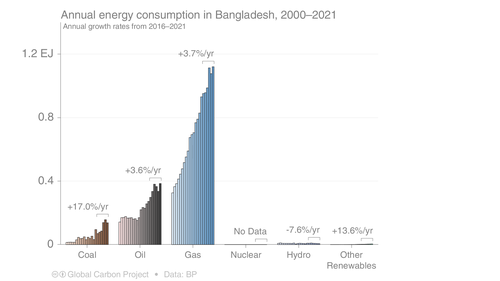 Annual energy consumption in Bangladesh, 2000–2021
Annual growth rates from 2016–2021
1.2 EJ
+3.7%/yr
0.8
+3.6%/yr
0.4
+17.0%/yr
No Data
-7.6%/yr
+13.6%/yr
0
Coal
Oil
Gas
Nuclear
Hydro
Other
Renewables
Global Carbon Project • Data: BP